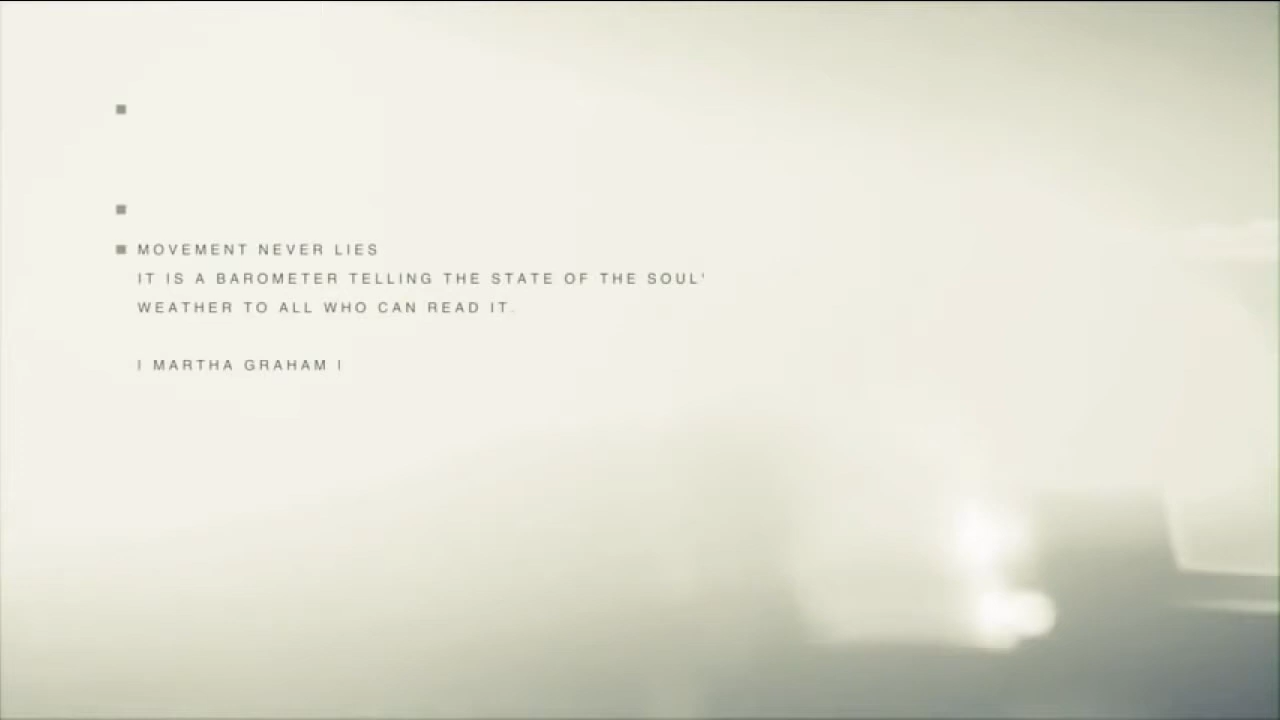 MOVEMENT NEVER LIES
IT IS A BAROMETER TELLING THE STATE OF THE SOUL'
WEATHER TO ALL WHO CAN READ IT.
| MARTHA GRAHAM |